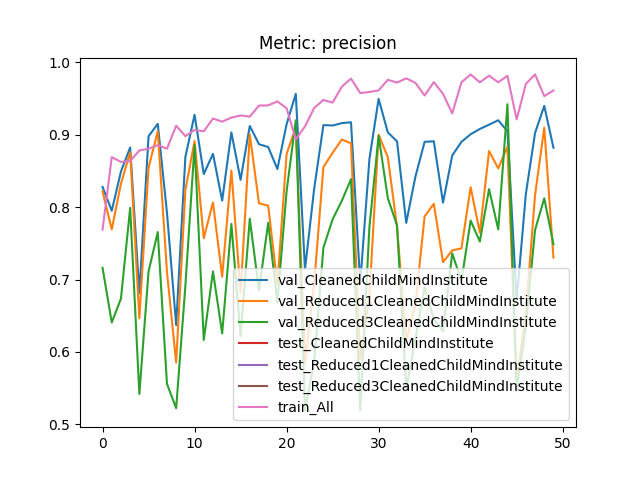 Metric: precision
1.0
0.9
0.8
0.7
0.6
0.5
val_CleanedChildMindInstitute
val_Reduced1CleanedChildMindInstitute
val_Reduced3CleanedChildMindInstitute
test_CleanedChildMindInstitute
test_Reduced1CleanedChildMindInstitute
test_Reduced3CleanedChildMindInstitute
train_All
0 10 20 30 40 50